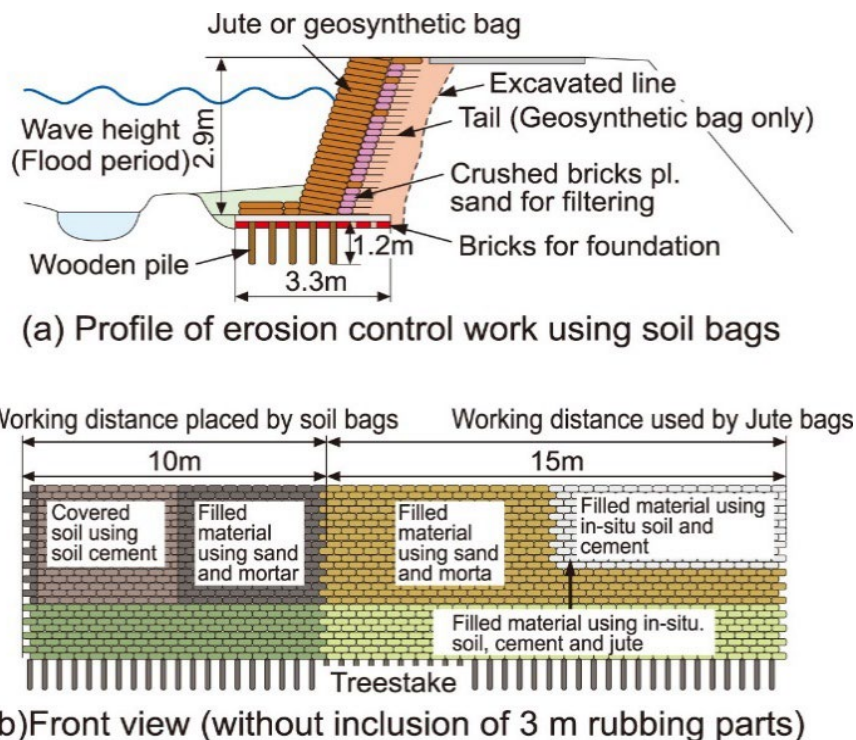 Jute or geosynthetic bag
Excavated line
Tail (Geosynthetic bag only)
Wave height
(Flood period)
2.9m
Crushed bricks pl.
sand for filtering
Bricks for foundation
1.2m
Wooden pile
3.3m
(a) Profile of erosion control work using soil bags
Working distance placed by soil bags
Working distance used by Jute bags
10m
15m
Covered
soil using
soil cement
Filled
material
using sand
and mortar
Filled
material
using sand
and morta
Filled material using
in-situ soil and
cement
Filled material using in-situ.
soil, cement and jute
Treestake
b)Front view (without inclusion of 3 m rubbing parts)